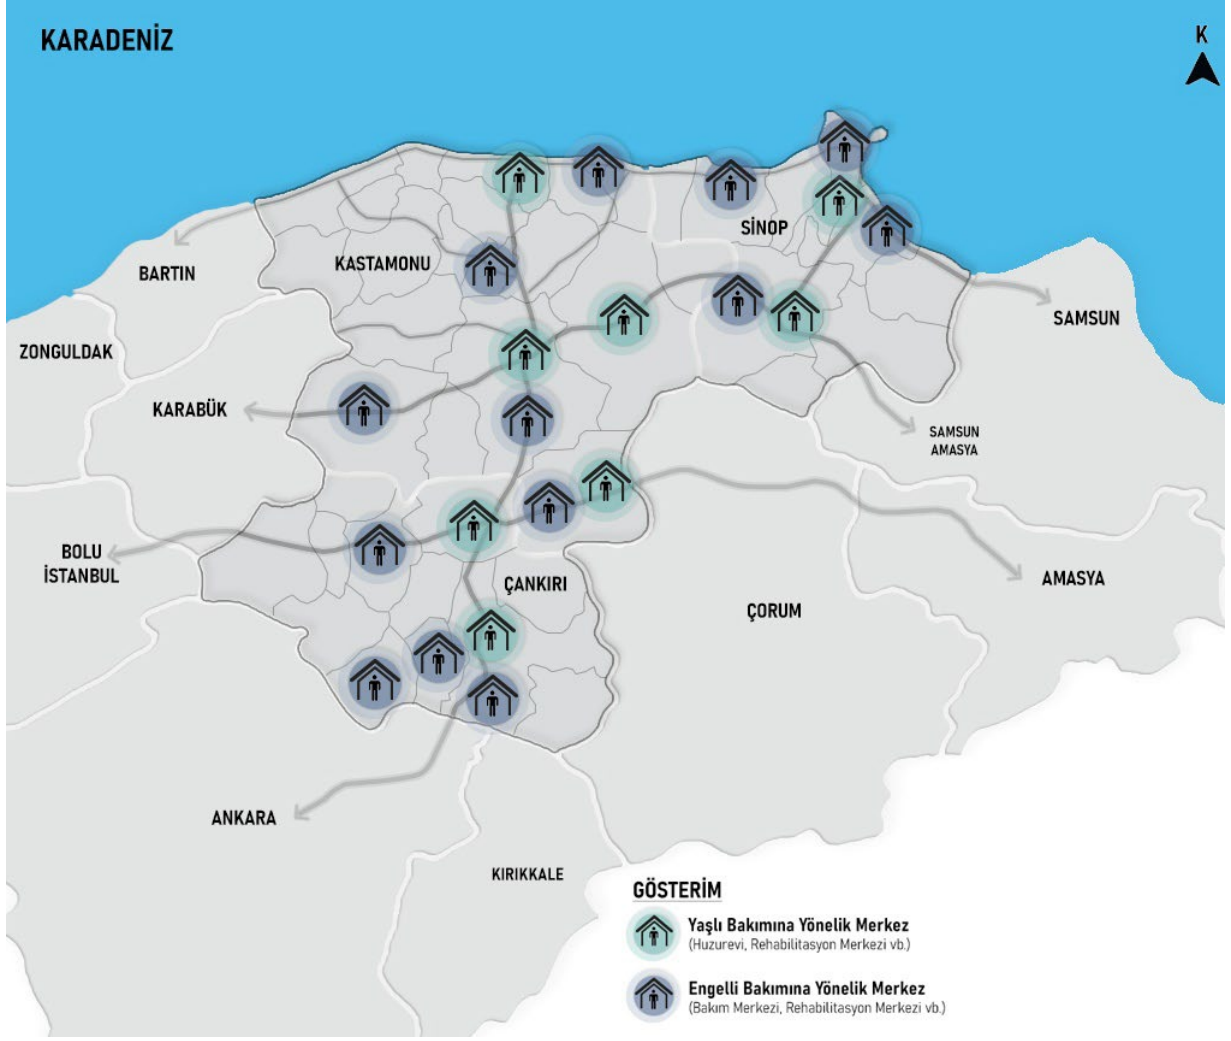 KARADENİZ
K
KASTAMONU
SİNOP
BARTIN
SAMSUN
ZONGULDAK
KARABÜK
SAMSUN
AMASYA
BOLU
İSTANBUL
ÇANKIRI
AMASYA
ÇORUM
ANKARA
KIRIKKALE
GÖSTERİM
Yaşlı Bakımına Yönelik Merkez
(Huzurevi, Rehabilitasyon Merkezi vb.)
Engelli Bakımına Yönelik Merkez
(Bakım Merkezi, Rehabilitasyon Merkezi vb.)